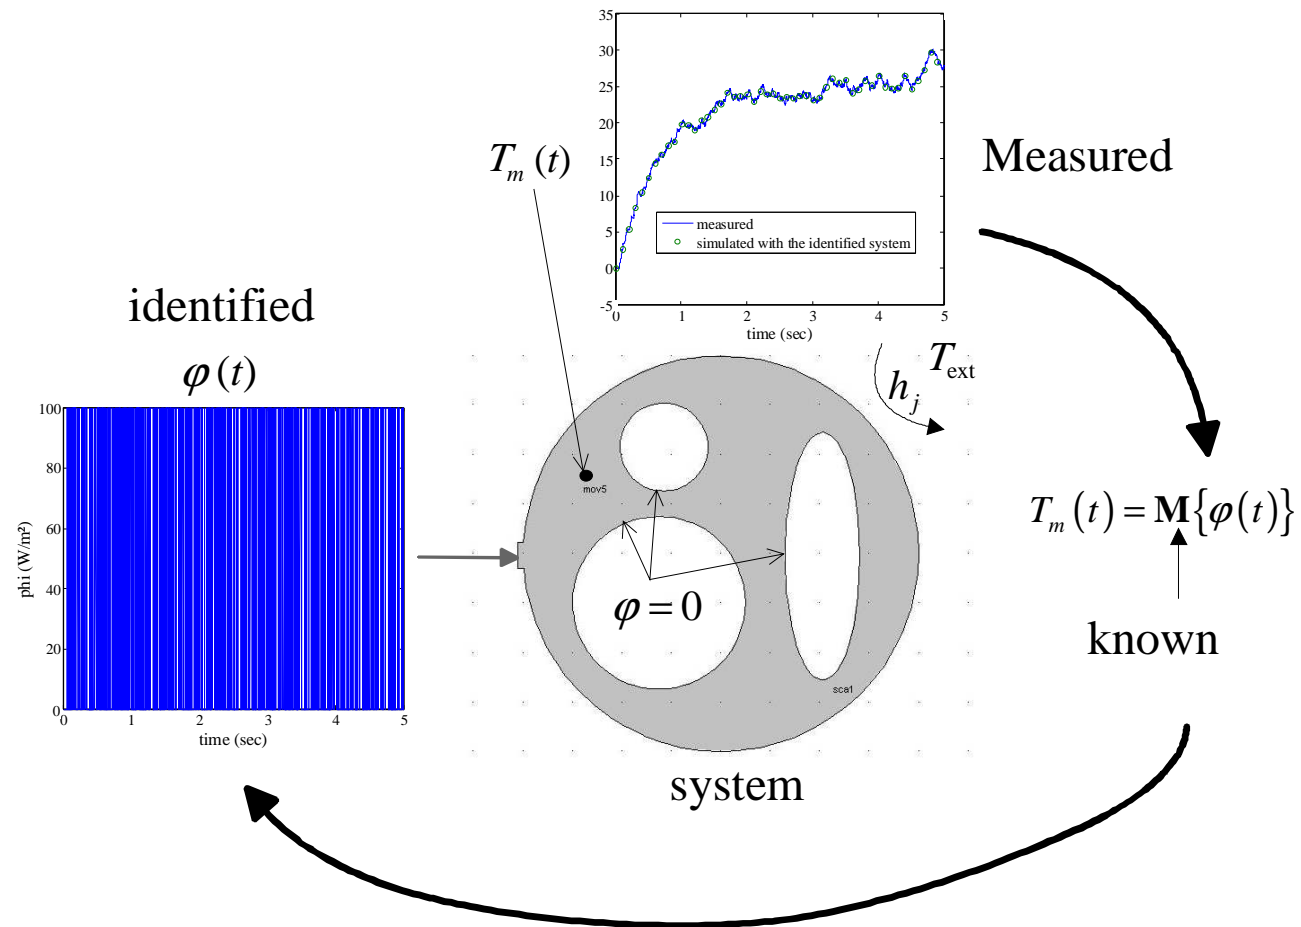 35
30
25
20
15
10
5
0
-5
0 1 2 3 4 5
time (sec)
measured
simulated with the identified system
T_m(t)
Measured
identified
φ(t)
100
80
60
40
20
0
phi (W/m²)
0 1 2 3 4 5
time (sec)
T_ext
h_j
mov5
φ = 0
sca1
system
T_m(t) = M{φ(t)}
known